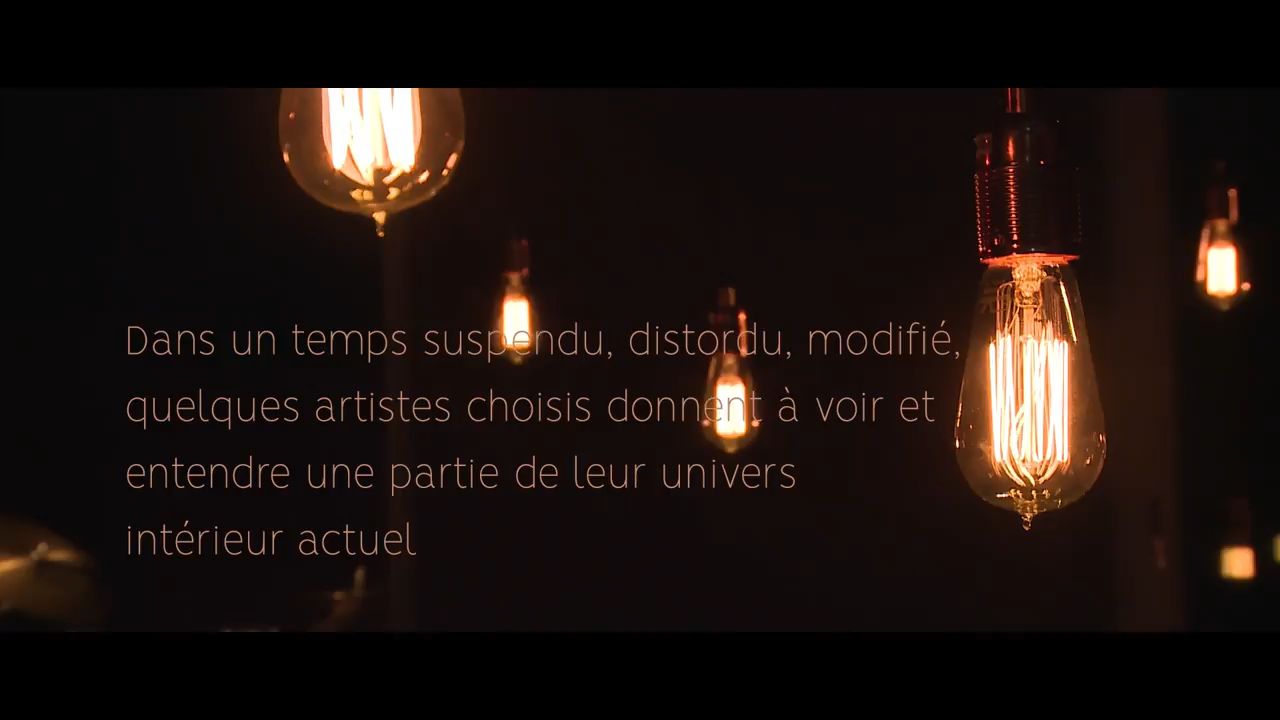 Dans un temps suspendu, distordu, modifié,
quelques artistes choisis donnent à voir et
entendre une partie de leur univers
intérieur actuel